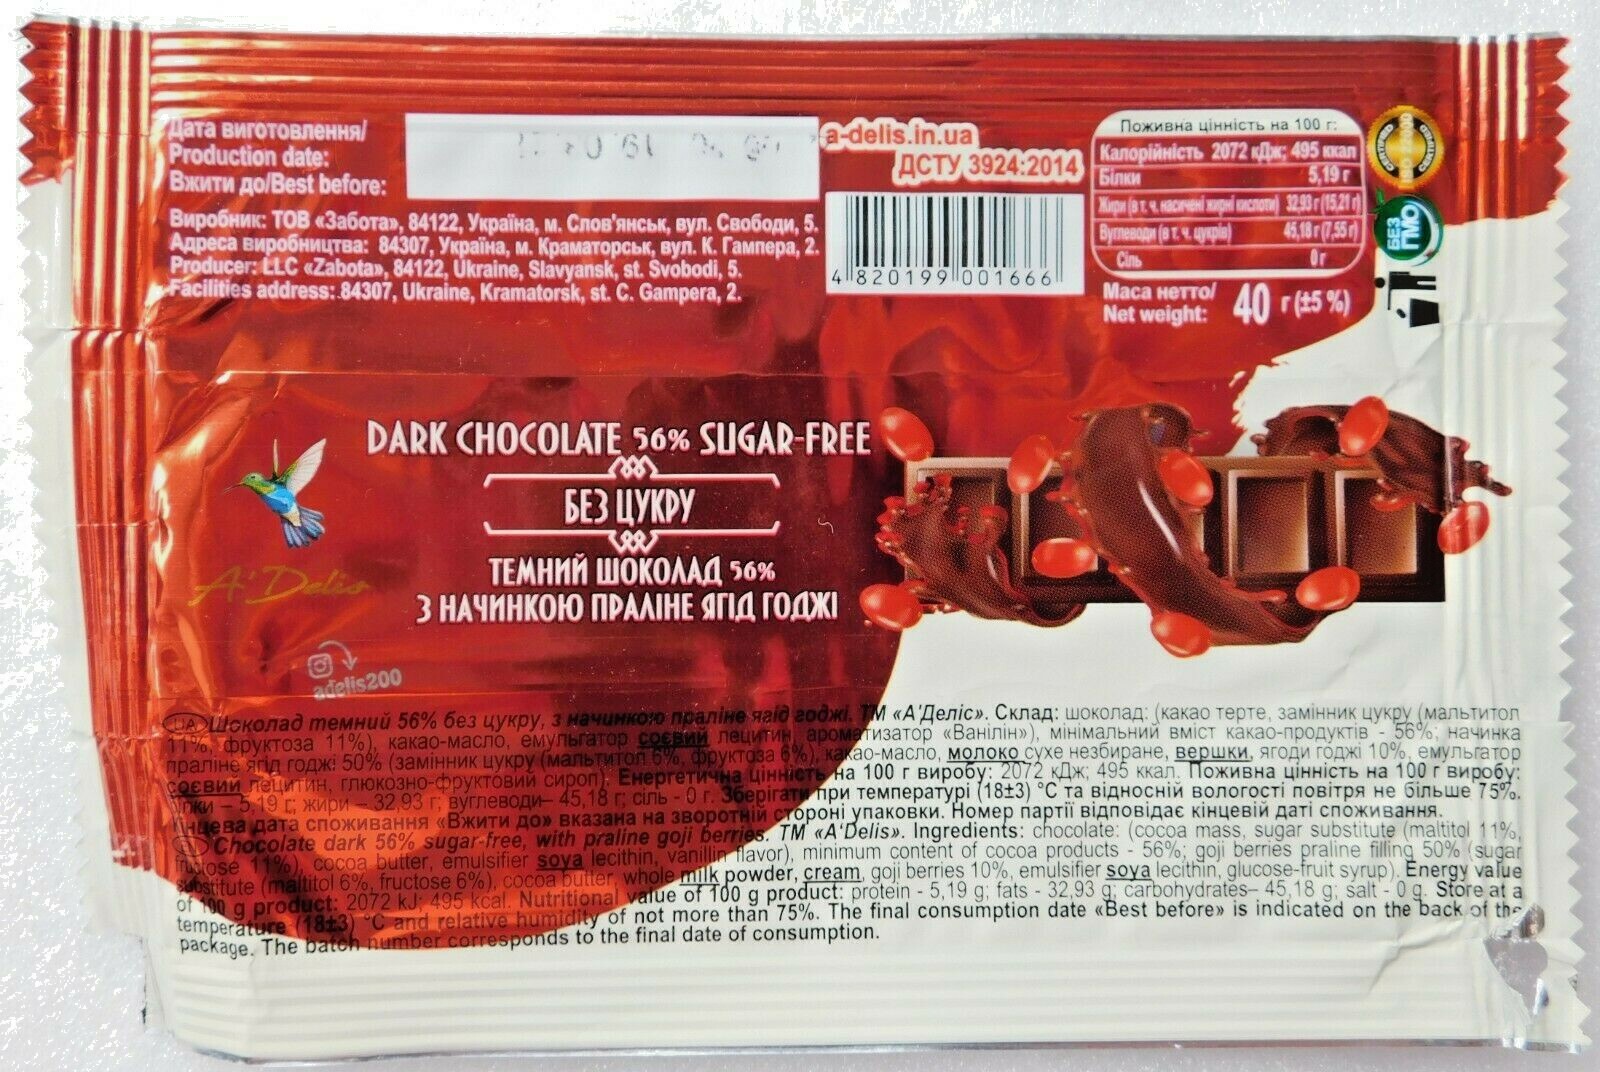 Дата виготовлення/
Production date:
Вжити до/Best before:
Виробник: ТОВ «Забота», 84122, Україна, м. Слов'янськ, вул. Свободи, 5.
Адреса виробництва: 84307, Україна, м. Краматорськ, вул. К. Гампера, 2.
Producer: LLC «Zabota», 84122, Ukraine, Slavyansk, st. Svobodi, 5.
Facilities address: 84307, Ukraine, Kramatorsk, st. C. Gampera, 2.
a-delis.in.ua
ДСТУ 3924:2014
4 820199 001666
Поживна цінність на 100 г:
Калорійність 2072 кДж; 495 ккал
Білки 5,19 г
Жири (в т. ч. насичені жирні кислоти) 32,93 г (15,21 г)
Вуглеводи (в т. ч. цукрів) 45,18 г (7,55 г)
Сіль 0 г
Маса нетто/
Net weight: 40 г (±5 %)
CERTIFIED
ISO 22000
CERTIFIED
БЕЗ
ГМО
DARK CHOCOLATE 56% SUGAR-FREE
БЕЗ ЦУКРУ
ТЕМНИЙ ШОКОЛАД 56%
З НАЧИНКОЮ ПРАЛІНЕ ЯГІД ГОДЖІ
A'Delis
adelis200
UA Шоколад темний 56% без цукру, з начинкою праліне ягід годжі. ТМ «А'Деліс». Склад: шоколад: (какао терте, замінник цукру (мальтитол
11%, фруктоза 11%), какао-масло, емульгатор соєвий лецитин, ароматизатор «Ванілін»), мінімальний вміст какао-продуктів - 56%; начинка
праліне ягід годжі 50% (замінник цукру (мальтитол 6%, фруктоза 6%), какао-масло, молоко сухе незбиране, вершки, ягоди годжі 10%, емульгатор
соєвий лецитин, глюкозно-фруктовий сироп). Енергетична цінність на 100 г виробу: 2072 кДж; 495 ккал. Поживна цінність на 100 г виробу:
білки – 5,19 г; жири – 32,93 г; вуглеводи– 45,18 г; сіль - 0 г. Зберігати при температурі (18±3) °С та відносній вологості повітря не більше 75%.
Кінцева дата споживання «Вжити до» вказана на зворотній стороні упаковки. Номер партії відповідає кінцевій даті споживання.
Chocolate dark 56% sugar-free, with praline goji berries. TM «A'Delis». Ingredients: chocolate: (cocoa mass, sugar substitute (maltitol 11%,
fructose 11%), cocoa butter, emulsifier soya lecithin, vanillin flavor), minimum content of cocoa products - 56%; goji berries praline filling 50% (sugar
substitute (maltitol 6%, fructose 6%), cocoa butter, whole milk powder, cream, goji berries 10%, emulsifier soya lecithin, glucose-fruit syrup). Energy value
of 100 g product: 2072 kJ; 495 kcal. Nutritional value of 100 g product: protein - 5,19 g; fats - 32,93 g; carbohydrates– 45,18 g; salt - 0 g. Store at a
temperature (18±3) °C and relative humidity of not more than 75%. The final consumption date «Best before» is indicated on the back of the
package. The batch number corresponds to the final date of consumption.